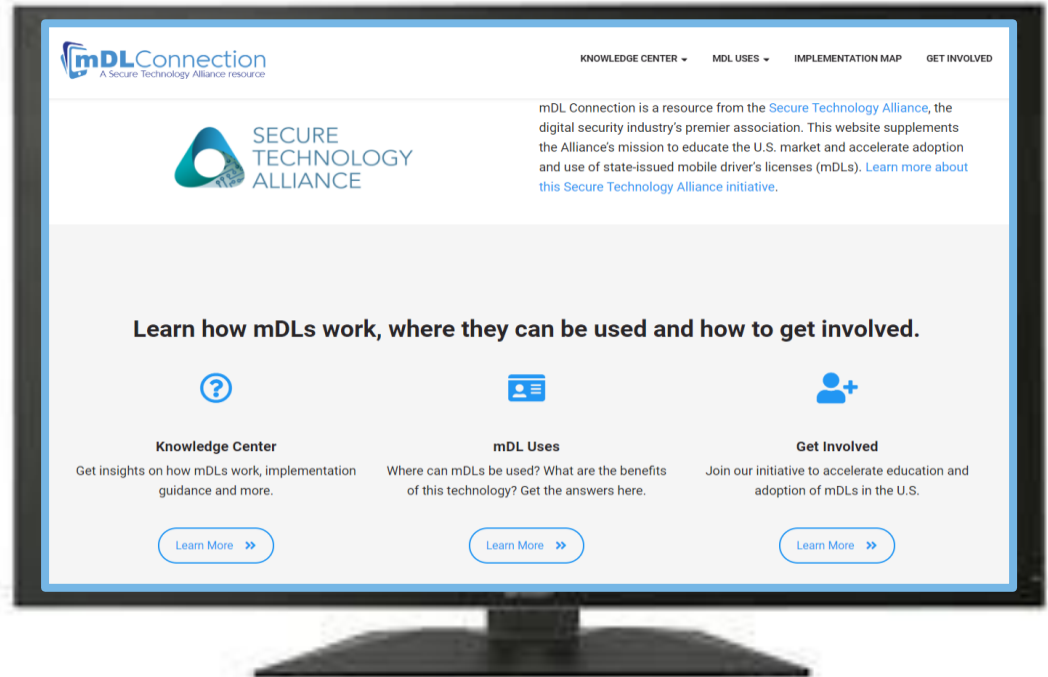 mDLConnection
A Secure Technology Alliance resource
KNOWLEDGE CENTER
MDL USES
IMPLEMENTATION MAP
GET INVOLVED
SECURE
TECHNOLOGY
ALLIANCE
mDL Connection is a resource from the Secure Technology Alliance, the
digital security industry's premier association. This website supplements
the Alliance's mission to educate the U.S. market and accelerate adoption
and use of state-issued mobile driver's licenses (mDLs). Learn more about
this Secure Technology Alliance initiative.
Learn how mDLs work, where they can be used and how to get involved.
Knowledge Center
Get insights on how mDLs work, implementation
guidance and more.
Learn More
mDL Uses
Where can mDLs be used? What are the benefits
of this technology? Get the answers here.
Learn More
Get Involved
Join our initiative to accelerate education and
adoption of mDLs in the U.S.
Learn More